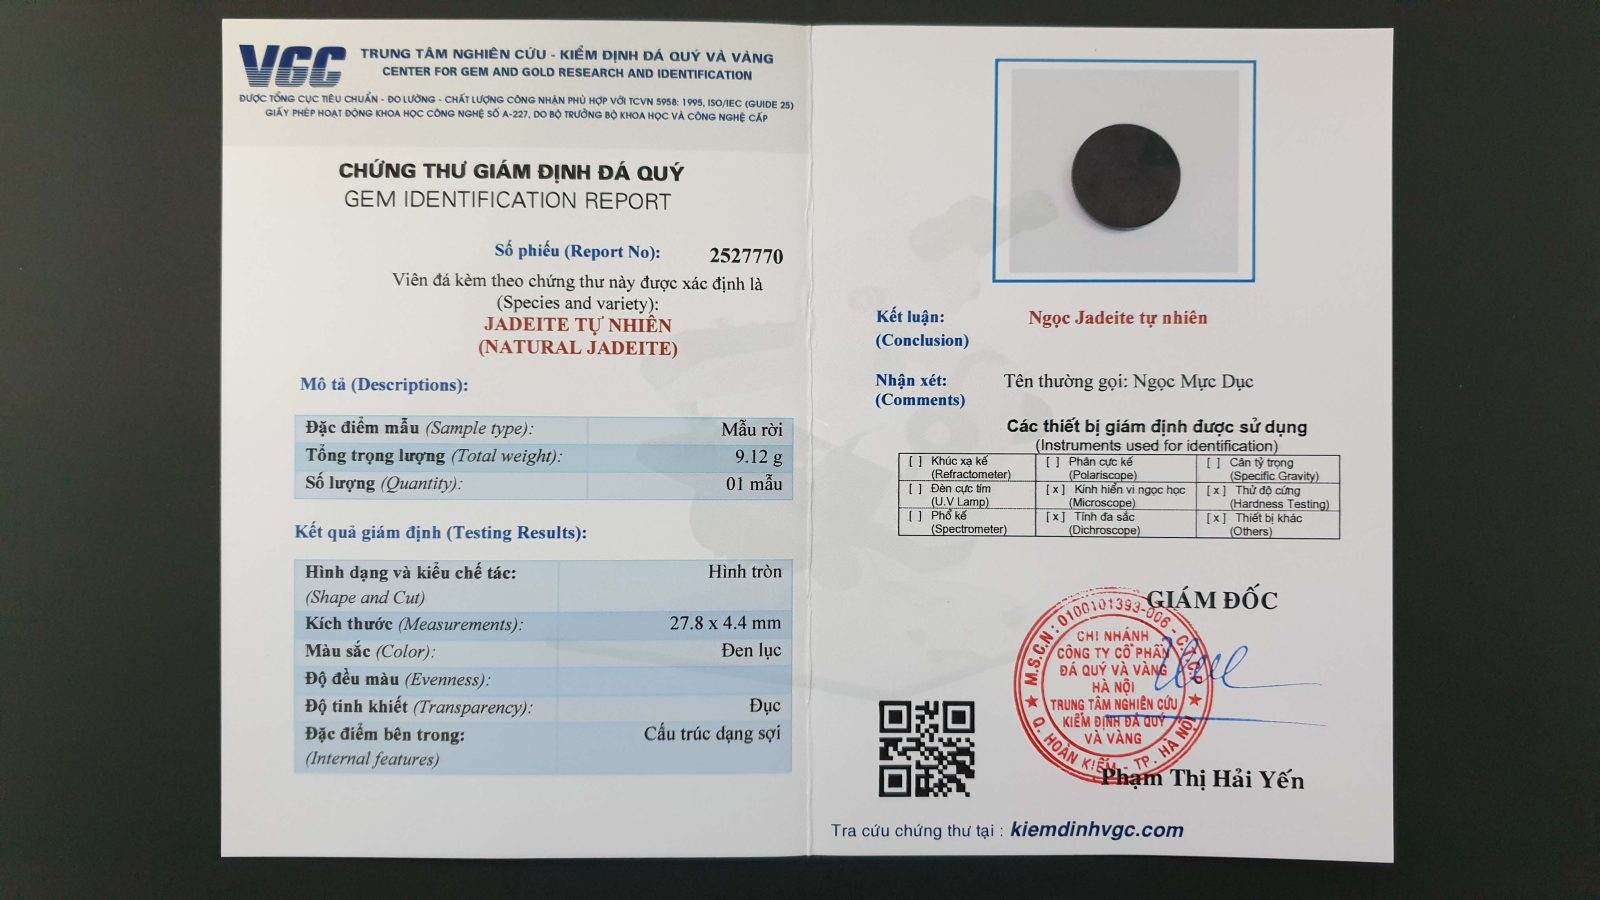 VGC
TRUNG TÂM NGHIÊN CỨU - KIỂM ĐỊNH ĐÁ QUÝ VÀ VÀNG
CENTER FOR GEM AND GOLD RESEARCH AND IDENTIFICATION
ĐƯỢC TỔNG CỤC TIÊU CHUẨN - ĐO LƯỜNG - CHẤT LƯỢNG CÔNG NHẬN PHÙ HỢP VỚI TCVN 5958: 1995, ISO/IEC (GUIDE 25)
GIẤY PHÉP HOẠT ĐỘNG KHOA HỌC CÔNG NGHỆ SỐ A-227, DO BỘ TRƯỞNG BỘ KHOA HỌC VÀ CÔNG NGHỆ CẤP
CHỨNG THƯ GIÁM ĐỊNH ĐÁ QUÝ
GEM IDENTIFICATION REPORT
Số phiếu (Report No): 2527770
Viên đá kèm theo chứng thư này được xác định là
(Species and variety):
JADEITE TỰ NHIÊN
(NATURAL JADEITE)
Mô tả (Descriptions):
Đặc điểm mẫu (Sample type): Mẫu rời
Tổng trọng lượng (Total weight): 9.12 g
Số lượng (Quantity): 01 mẫu
Kết quả giám định (Testing Results):
Hình dạng và kiểu chế tác: Hình tròn
(Shape and Cut)
Kích thước (Measurements): 27.8 x 4.4 mm
Màu sắc (Color): Đen lục
Độ đều màu (Evenness):
Độ tinh khiết (Transparency): Đục
Đặc điểm bên trong: Cấu trúc dạng sợi
(Internal features)
Kết luận: Ngọc Jadeite tự nhiên
(Conclusion)
Nhận xét: Tên thường gọi: Ngọc Mực Dục
(Comments)
Các thiết bị giám định được sử dụng
(Instruments used for identification)
[ ] Khúc xạ kế [ ] Phân cực kế [ ] Cân tỷ trọng
(Refractometer) (Polariscope) (Specific Gravity)
[ ] Đèn cực tím [x] Kính hiển vi ngọc học [x] Thử độ cứng
(U.V Lamp) (Microscope) (Hardness Testing)
[ ] Phổ kế [x] Tính đa sắc [x] Thiết bị khác
(Spectrometer) (Dichroscope) (Others)
GIÁM ĐỐC
M.S.C.N: 0100101393-006 - C.T.C.P
CHI NHÁNH
CÔNG TY CỔ PHẦN
ĐÁ QUÝ VÀ VÀNG
HÀ NỘI
TRUNG TÂM NGHIÊN CỨU
KIỂM ĐỊNH ĐÁ QUÝ
VÀ VÀNG
Q. HOÀN KIẾM - TP. HÀ NỘI
Phạm Thị Hải Yến
Tra cứu chứng thư tại : kiemdinhvgc.com